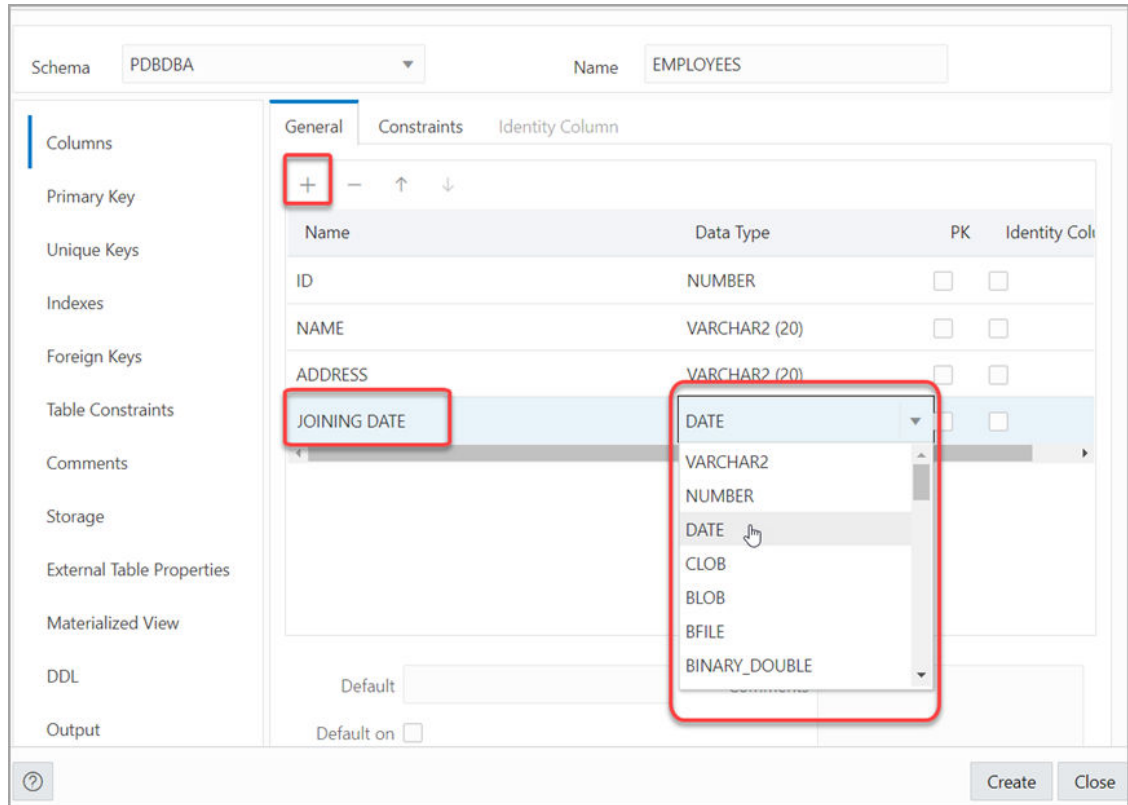 Schema PDBDBA Name EMPLOYEES
Columns
Primary Key
Unique Keys
Indexes
Foreign Keys
Table Constraints
Comments
Storage
External Table Properties
Materialized View
DDL
Output
General Constraints Identity Column
Name Data Type PK Identity Colu
ID NUMBER
NAME VARCHAR2 (20)
ADDRESS VARCHAR2 (20)
JOINING DATE DATE
VARCHAR2
NUMBER
DATE
CLOB
BLOB
BFILE
BINARY_DOUBLE
Default Comments
Default on
Create Close